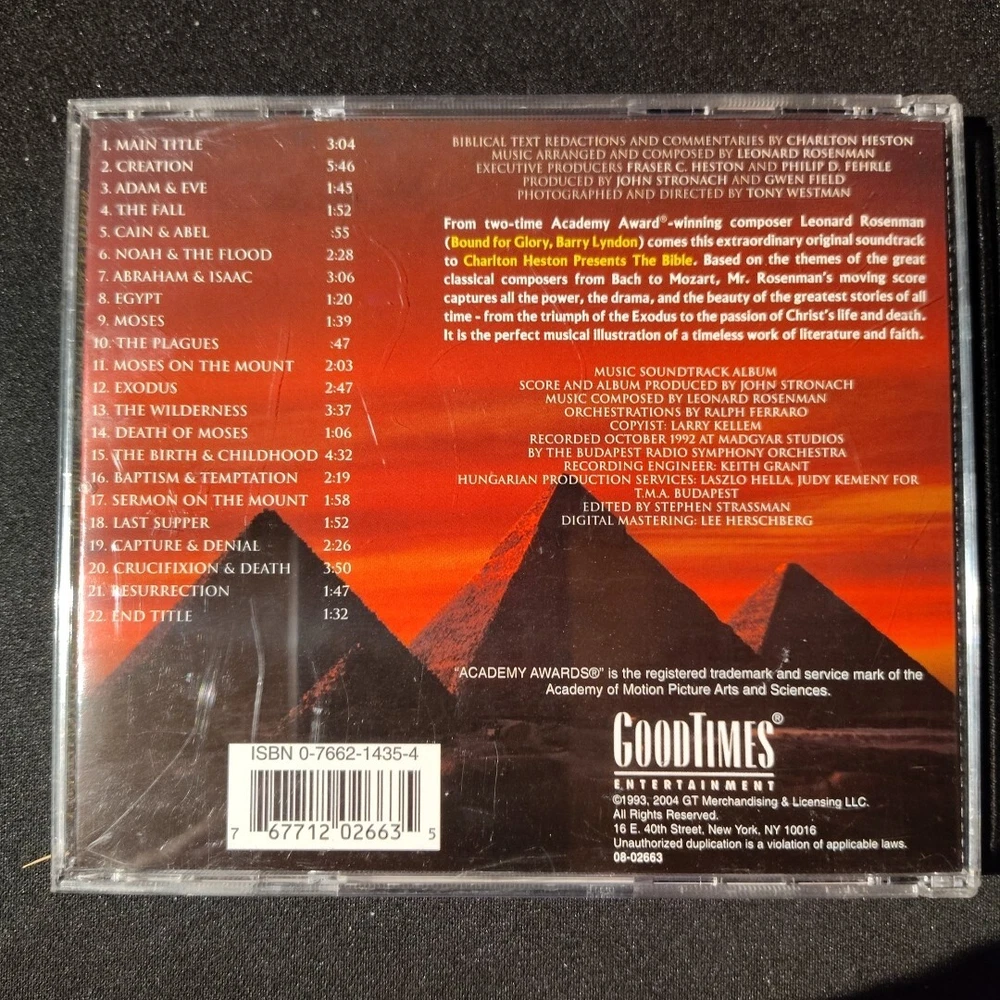 1. MAIN TITLE 3:04
2. CREATION 5:46
3. ADAM & EVE 1:45
4. THE FALL 1:52
5. CAIN & ABEL :55
6. NOAH & THE FLOOD 2:28
7. ABRAHAM & ISAAC 3:06
8. EGYPT 1:20
9. MOSES 1:39
10. THE PLAGUES :47
11. MOSES ON THE MOUNT 2:03
12. EXODUS 2:47
13. THE WILDERNESS 3:37
14. DEATH OF MOSES 1:06
15. THE BIRTH & CHILDHOOD 4:32
16. BAPTISM & TEMPTATION 2:19
17. SERMON ON THE MOUNT 1:58
18. LAST SUPPER 1:52
19. CAPTURE & DENIAL 2:26
20. CRUCIFIXION & DEATH 3:50
21. RESURRECTION 1:47
22. END TITLE 1:32
BIBLICAL TEXT REDACTIONS AND COMMENTARIES BY CHARLTON HESTON
MUSIC ARRANGED AND COMPOSED BY LEONARD ROSENMAN
EXECUTIVE PRODUCERS FRASER C. HESTON AND PHILIP D. FEHRLE
PRODUCED BY JOHN STRONACH AND GWEN FIELD
PHOTOGRAPHED AND DIRECTED BY TONY WESTMAN
From two-time Academy Award®-winning composer Leonard Rosenman
(Bound for Glory, Barry Lyndon) comes this extraordinary original soundtrack
to Charlton Heston Presents The Bible. Based on the themes of the great
classical composers from Bach to Mozart, Mr. Rosenman's moving score
captures all the power, the drama, and the beauty of the greatest stories of all
time - from the triumph of the Exodus to the passion of Christ's life and death.
It is the perfect musical illustration of a timeless work of literature and faith.
MUSIC SOUNDTRACK ALBUM
SCORE AND ALBUM PRODUCED BY JOHN STRONACH
MUSIC COMPOSED BY LEONARD ROSENMAN
ORCHESTRATIONS BY RALPH FERRARO
COPYIST: LARRY KELLEM
RECORDED OCTOBER 1992 AT MADGYAR STUDIOS
BY THE BUDAPEST RADIO SYMPHONY ORCHESTRA
RECORDING ENGINEER: KEITH GRANT
HUNGARIAN PRODUCTION SERVICES: LASZLO HELLA, JUDY KEMENY FOR
T.M.A. BUDAPEST
EDITED BY STEPHEN STRASSMAN
DIGITAL MASTERING: LEE HERSCHBERG
"ACADEMY AWARDS®" is the registered trademark and service mark of the
Academy of Motion Picture Arts and Sciences.
GOODTIMES®
ENTERTAINMENT
©1993, 2004 GT Merchandising & Licensing LLC.
All Rights Reserved.
16 E. 40th Street, New York, NY 10016
Unauthorized duplication is a violation of applicable laws.
08-02663
ISBN 0-7662-1435-4
7 67712 02663 5